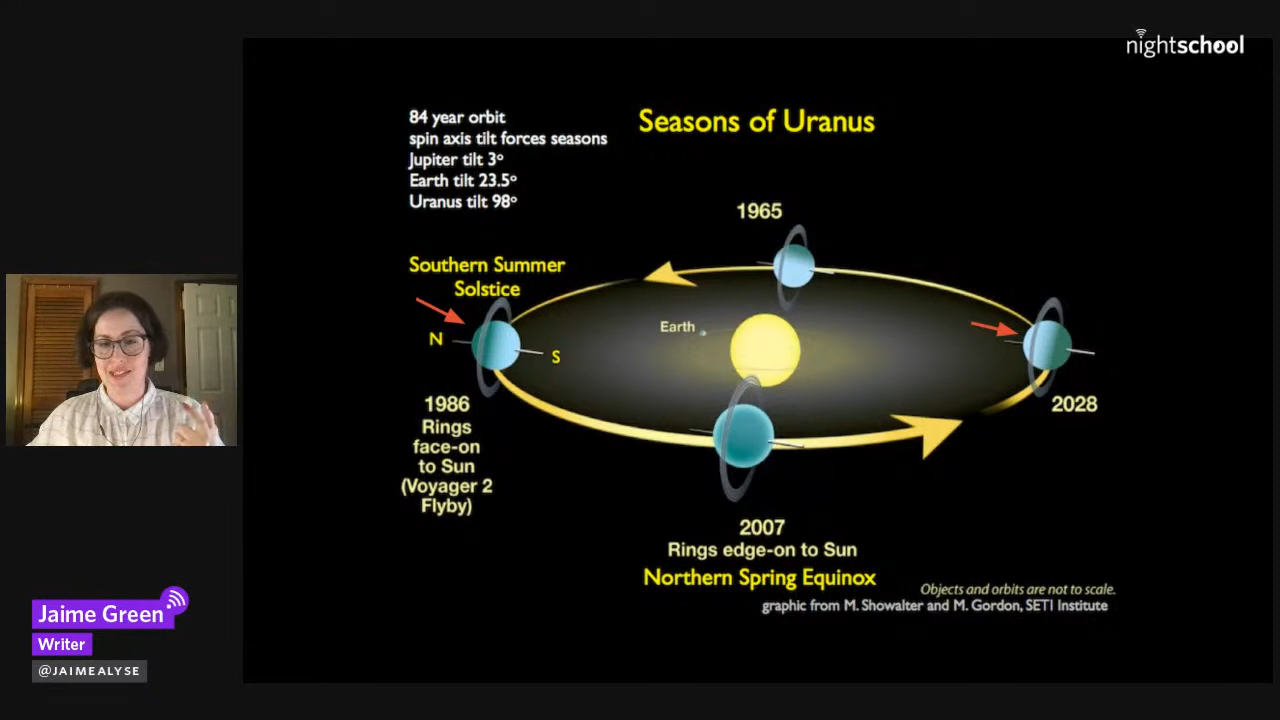 nightschool
84 year orbit
spin axis tilt forces seasons
Jupiter tilt 3º
Earth tilt 23.5º
Uranus tilt 98º
Seasons of Uranus
1965
Southern Summer
Solstice
Earth
N
S
1986
Rings
face-on
to Sun
(Voyager 2
Flyby)
2028
2007
Rings edge-on to Sun
Northern Spring Equinox
Objects and orbits are not to scale.
graphic from M. Showalter and M. Gordon, SETI Institute
Jaime Green
Writer
@JAIMEALYSE